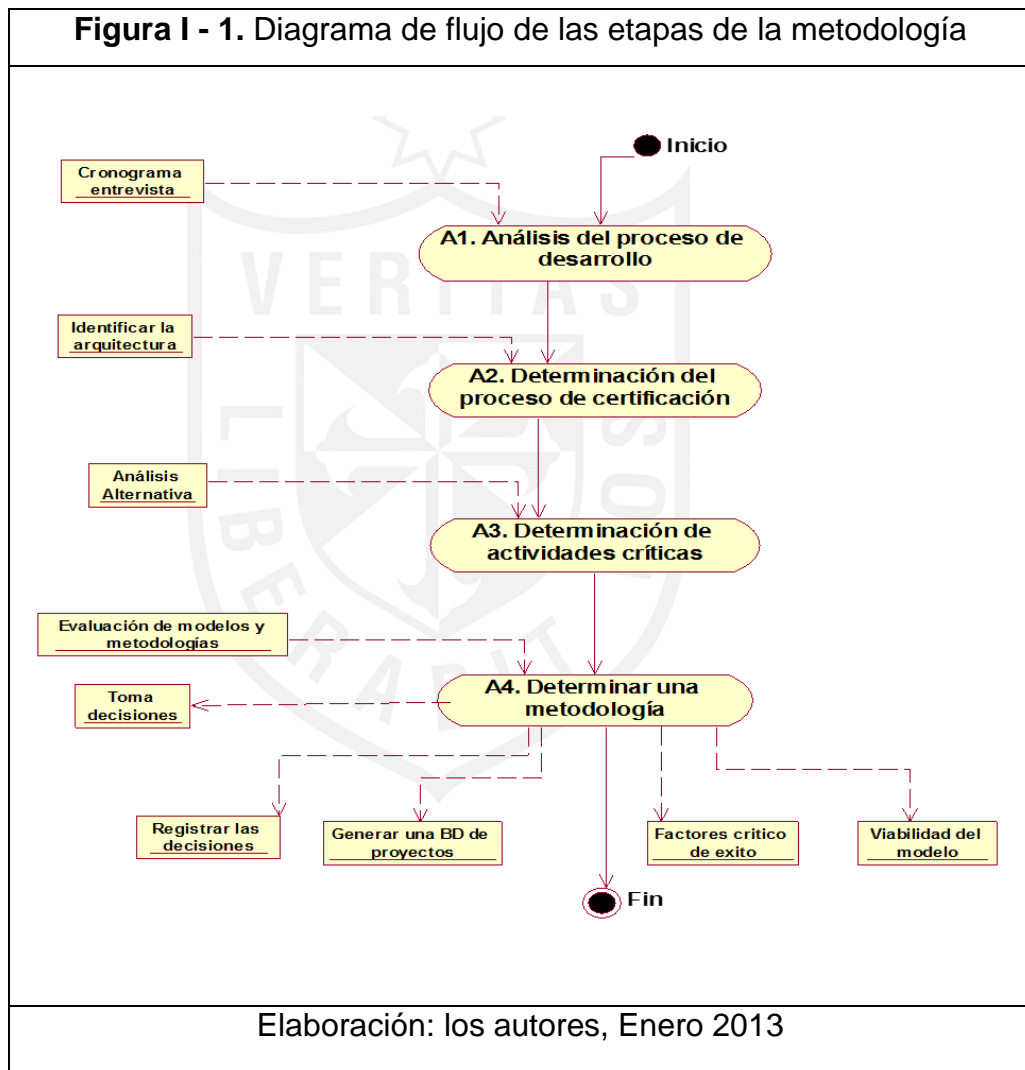 Figura I - 1. Diagrama de flujo de las etapas de la metodología
Inicio
Cronograma
entrevista
A1. Análisis del proceso de
desarrollo
Identificar la
arquitectura
A2. Determinación del
proceso de certificación
Análisis
Alternativa
A3. Determinación de
actividades críticas
Evaluación de modelos y
metodologías
A4. Determinar una
metodología
Toma
decisiones
Registrar las
decisiones
Generar una BD de
proyectos
Factores critico
de exito
Viabilidad del
modelo
Fin
VERITAS
LIBERABIT
VOS
Elaboración: los autores, Enero 2013